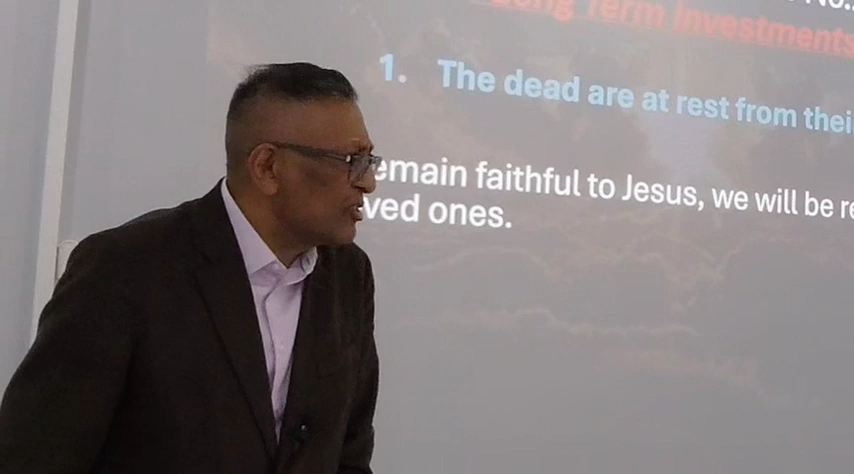 No..
Long Term Investments
1. The dead are at rest from thei
emain faithful to Jesus, we will be re
ved ones.